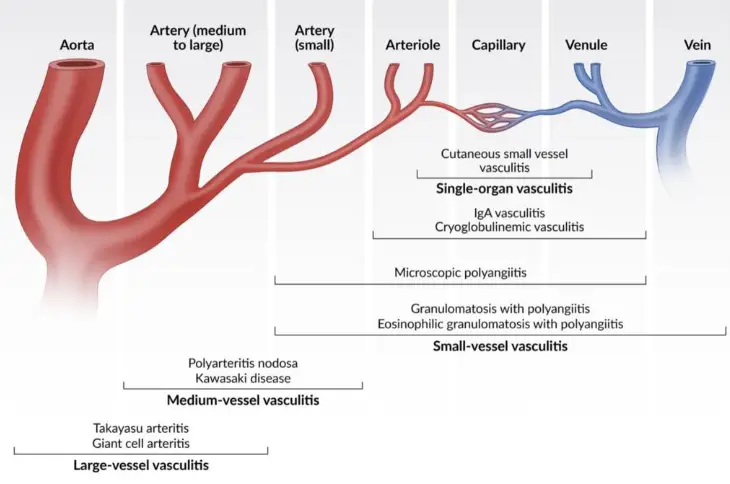 Aorta
Artery (medium
to large)
Artery
(small)
Arteriole
Capillary
Venule
Vein
Cutaneous small vessel
vasculitis
Single-organ vasculitis
IgA vasculitis
Cryoglobulinemic vasculitis
Microscopic polyangiitis
Granulomatosis with polyangiitis
Eosinophilic granulomatosis with polyangiitis
Small-vessel vasculitis
Polyarteritis nodosa
Kawasaki disease
Medium-vessel vasculitis
Takayasu arteritis
Giant cell arteritis
Large-vessel vasculitis